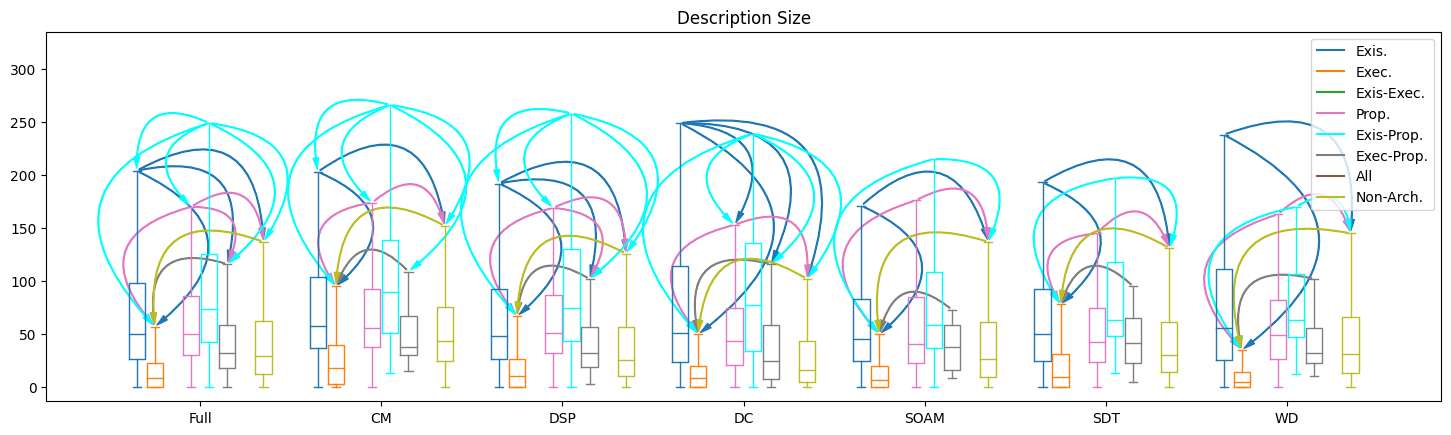 Description Size
300
250
200
150
100
50
0
Full CM DSP DC SOAM SDT WD
Exis.
Exec.
Exis-Exec.
Prop.
Exis-Prop.
Exec-Prop.
All
Non-Arch.